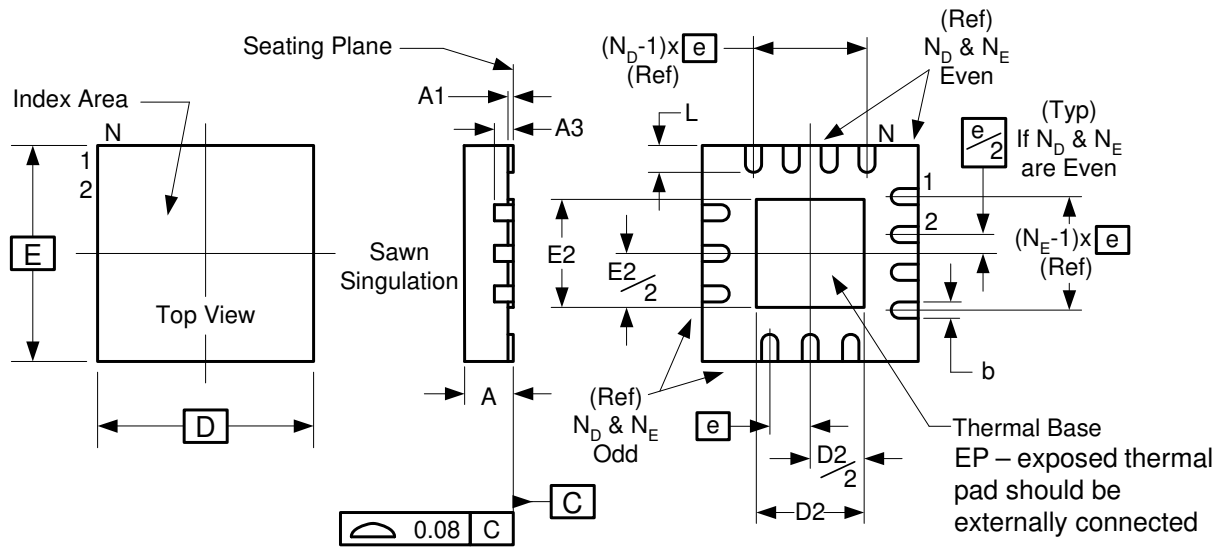 Seating Plane
Index Area
N
1
2
E
Top View
D
A1
A3
Sawn
Singulation
A
C
0.08 C
(N_D-1)x e
(Ref)
(Ref)
N_D & N_E
Even
L
N
e/2
(Typ)
If N_D & N_E
are Even
1
2
(N_E-1)x e
(Ref)
E2
E2/2
b
(Ref)
N_D & N_E
Odd
e
D2/2
D2
Thermal Base
EP – exposed thermal
pad should be
externally connected